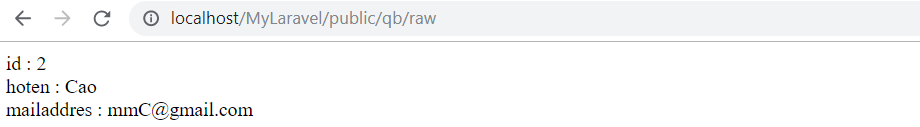 localhost/MyLaravel/public/qb/raw
id : 2
hoten : Cao
mailaddres : mmC@gmail.com